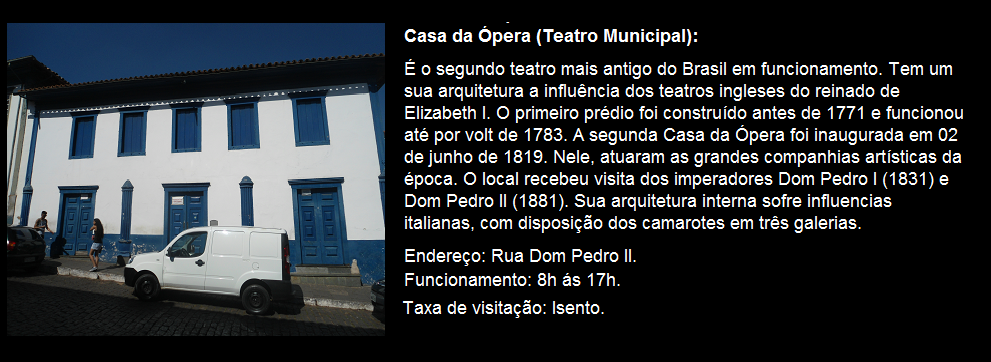 Casa da Ópera (Teatro Municipal):
É o segundo teatro mais antigo do Brasil em funcionamento. Tem um
sua arquitetura a influência dos teatros ingleses do reinado de
Elizabeth I. O primeiro prédio foi construído antes de 1771 e funcionou
até por volt de 1783. A segunda Casa da Ópera foi inaugurada em 02
de junho de 1819. Nele, atuaram as grandes companhias artísticas da
época. O local recebeu visita dos imperadores Dom Pedro I (1831) e
Dom Pedro II (1881). Sua arquitetura interna sofre influencias
italianas, com disposição dos camarotes em três galerias.
Endereço: Rua Dom Pedro II.
Funcionamento: 8h ás 17h.
Taxa de visitação: Isento.